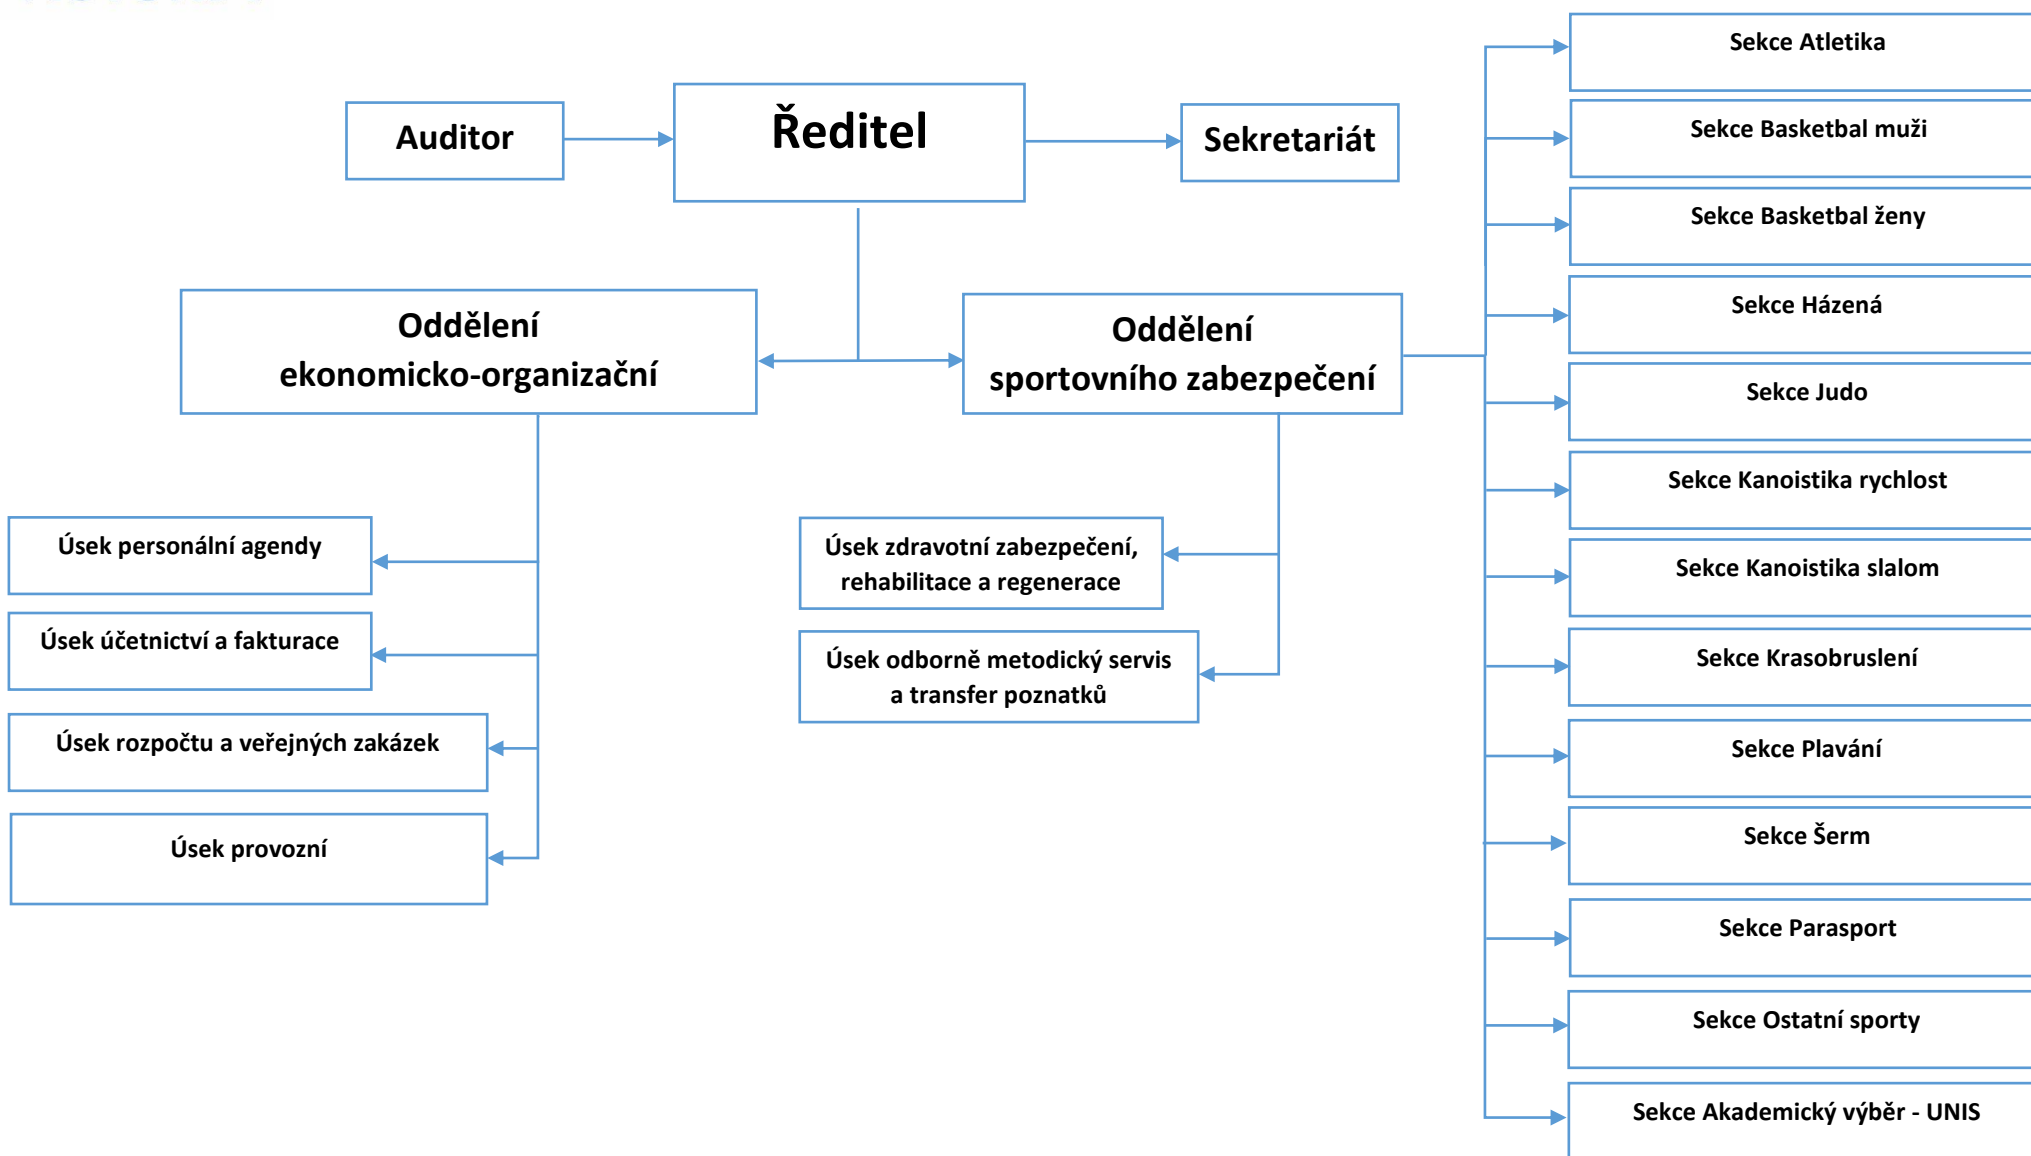 Auditor
Ředitel
Sekretariát
Oddělení
ekonomicko-organizační
Oddělení
sportovního zabezpečení
Úsek personální agendy
Úsek účetnictví a fakturace
Úsek rozpočtu a veřejných zakázek
Úsek provozní
Úsek zdravotní zabezpečení,
rehabilitace a regenerace
Úsek odborně metodický servis
a transfer poznatků
Sekce Atletika
Sekce Basketbal muži
Sekce Basketbal ženy
Sekce Házená
Sekce Judo
Sekce Kanoistika rychlost
Sekce Kanoistika slalom
Sekce Krasobruslení
Sekce Plavání
Sekce Šerm
Sekce Parasport
Sekce Ostatní sporty
Sekce Akademický výběr - UNIS